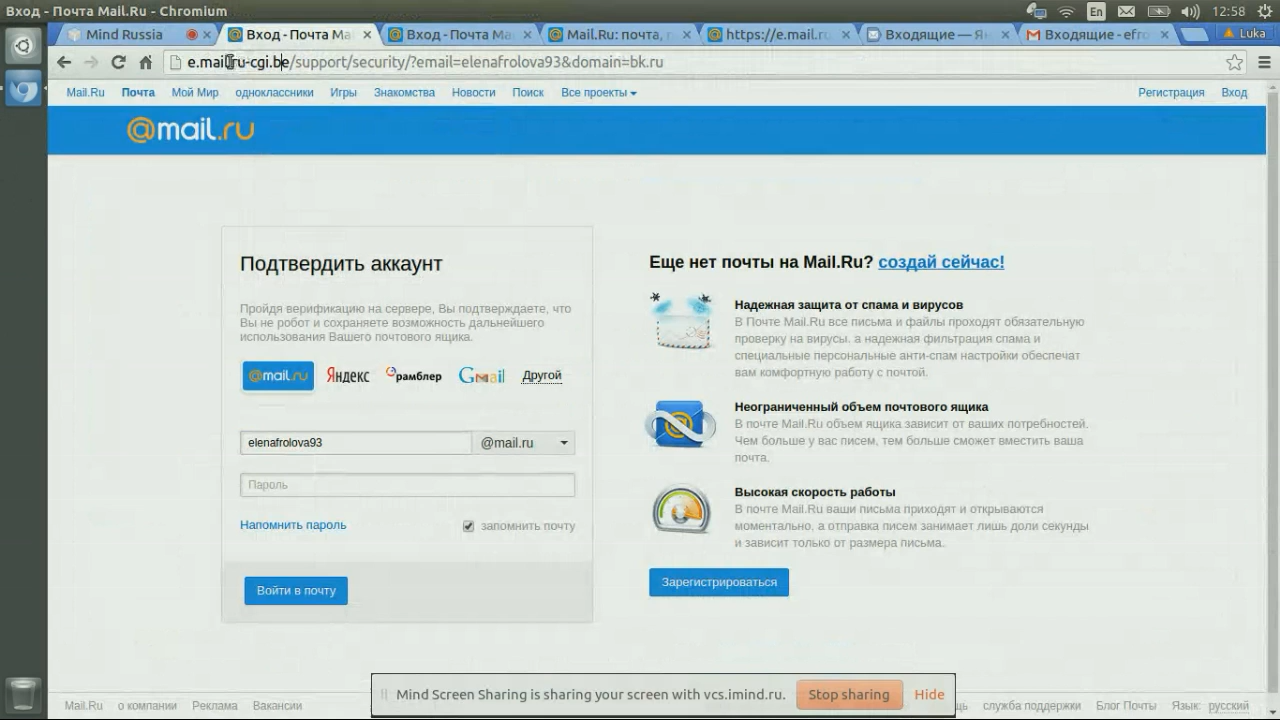 Вход - Почта Mail.Ru - Chromium
En
12:58
Mind Russia
Вход - Почта Ma
Вход - Почта Ma
Mail.Ru: почта, п
https://e.mail.r
Входящие — Я
Входящие - efro
Luka
e.mail.ru-cgi.be/support/security/?email=elenafrolova93&domain=bk.ru
Mail.Ru Почта Мой Мир одноклассники Игры Знакомства Новости Поиск Все проекты
Регистрация Вход
@mail.ru
Подтвердить аккаунт
Пройдя верификацию на сервере, Вы подтверждаете, что
Вы не робот и сохраняете возможность дальнейшего
использования Вашего почтового ящика.
@mail.ru Яндекс Рамблер Gmail Другой
elenafrolova93 @mail.ru
Пароль
Напомнить пароль запомнить почту
Войти в почту
Еще нет почты на Mail.Ru? создай сейчас!
Надежная защита от спама и вирусов
В Почте Mail.Ru все письма и файлы проходят обязательную
проверку на вирусы. а надежная фильтрация спама и
специальные персональные анти-спам настройки обеспечат
вам комфортную работу с почтой.
Неограниченный объем почтового ящика
В почте Mail.Ru объем ящика зависит от ваших потребностей.
Чем больше у вас писем, тем больше сможет вместить ваша
почта.
Высокая скорость работы
В почте Mail.Ru ваши письма приходят и открываются
моментально, а отправка писем занимает лишь доли секунды
и зависит только от размера письма.
Зарегистрироваться
Mind Screen Sharing is sharing your screen with vcs.imind.ru. Stop sharing Hide
Mail.Ru о компании Реклама Вакансии
служба поддержки Блог Почты Язык: русский